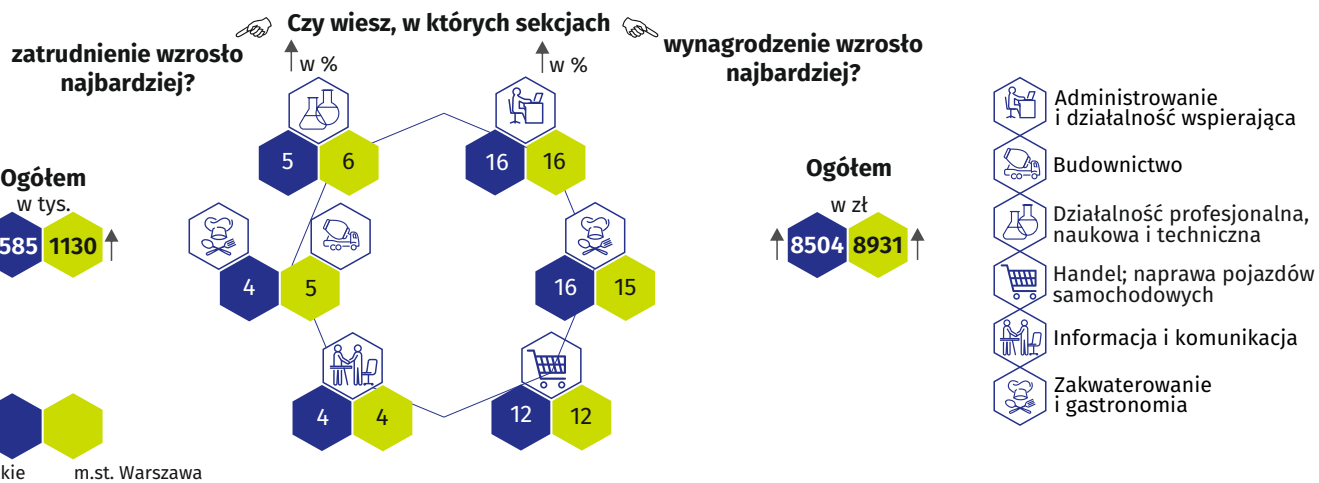 Czy wiesz, w których sekcjach
zatrudnienie wzrosło
najbardziej?
w %
w %
wynagrodzenie wzrosło
najbardziej?
5
6
16
16
Ogółem
w tys.
585
1130
4
5
16
15
Ogółem
w zł
8504
8931
4
4
12
12
kie
m.st. Warszawa
Administrowanie
i działalność wspierająca
Budownictwo
Działalność profesjonalna,
naukowa i techniczna
Handel; naprawa pojazdów
samochodowych
Informacja i komunikacja
Zakwaterowanie
i gastronomia